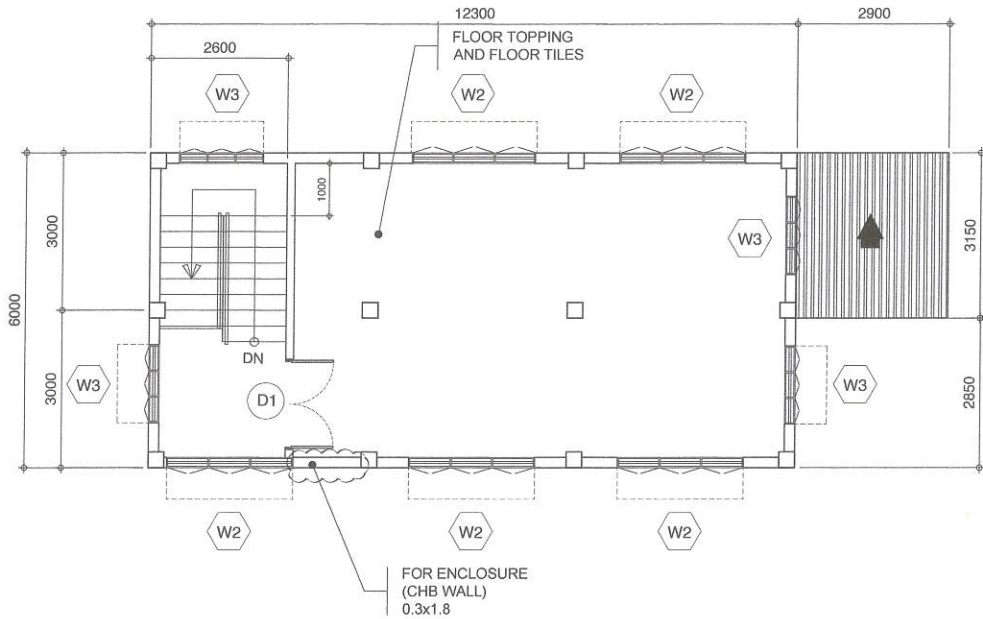 12300
2900
2600
FLOOR TOPPING
AND FLOOR TILES
W3
W2
W2
1000
3000
6000
W3
3150
DN
3000
W3
D1
W3
2850
W2
W2
W2
FOR ENCLOSURE
(CHB WALL)
0.3x1.8